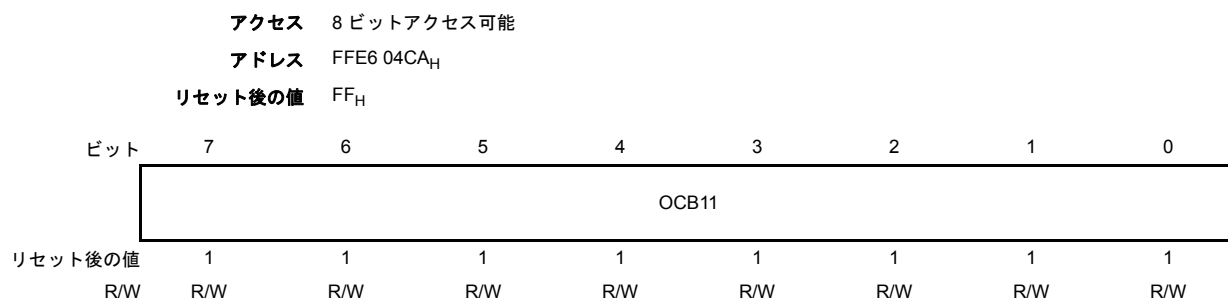 アクセス 8 ビットアクセス可能
アドレス FFE6 04CAH
リセット後の値 FFH
ビット 7 6 5 4 3 2 1 0
OCB11
リセット後の値 1 1 1 1 1 1 1 1
R/W R/W R/W R/W R/W R/W R/W R/W R/W